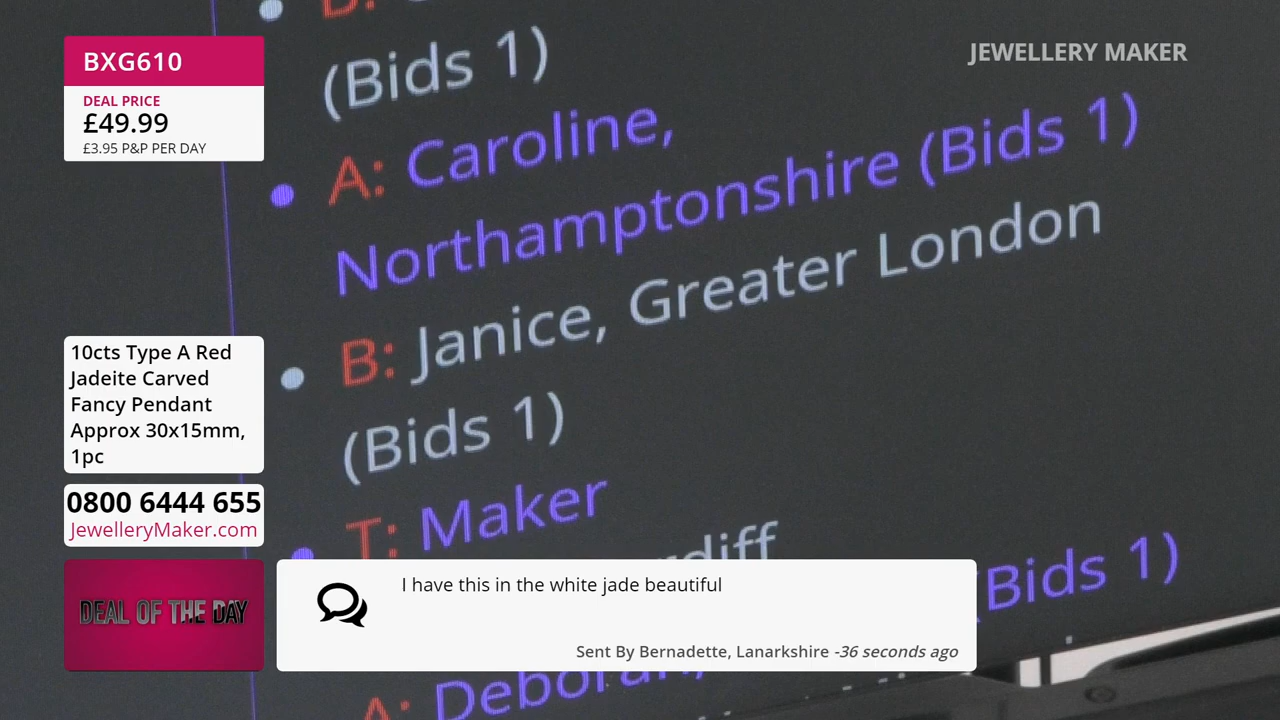 BXG610
DEAL PRICE
£49.99
£3.95 P&P PER DAY
JEWELLERY MAKER
(Bids 1)
A: Caroline,
Northamptonshire (Bids 1)
B: Janice, Greater London
(Bids 1)
T: Maker
(Bids 1)
10cts Type A Red
Jadeite Carved
Fancy Pendant
Approx 30x15mm,
1pc
0800 6444 655
JewelleryMaker.com
DEAL OF THE DAY
I have this in the white jade beautiful
Sent By Bernadette, Lanarkshire -36 seconds ago
A: Deborah,